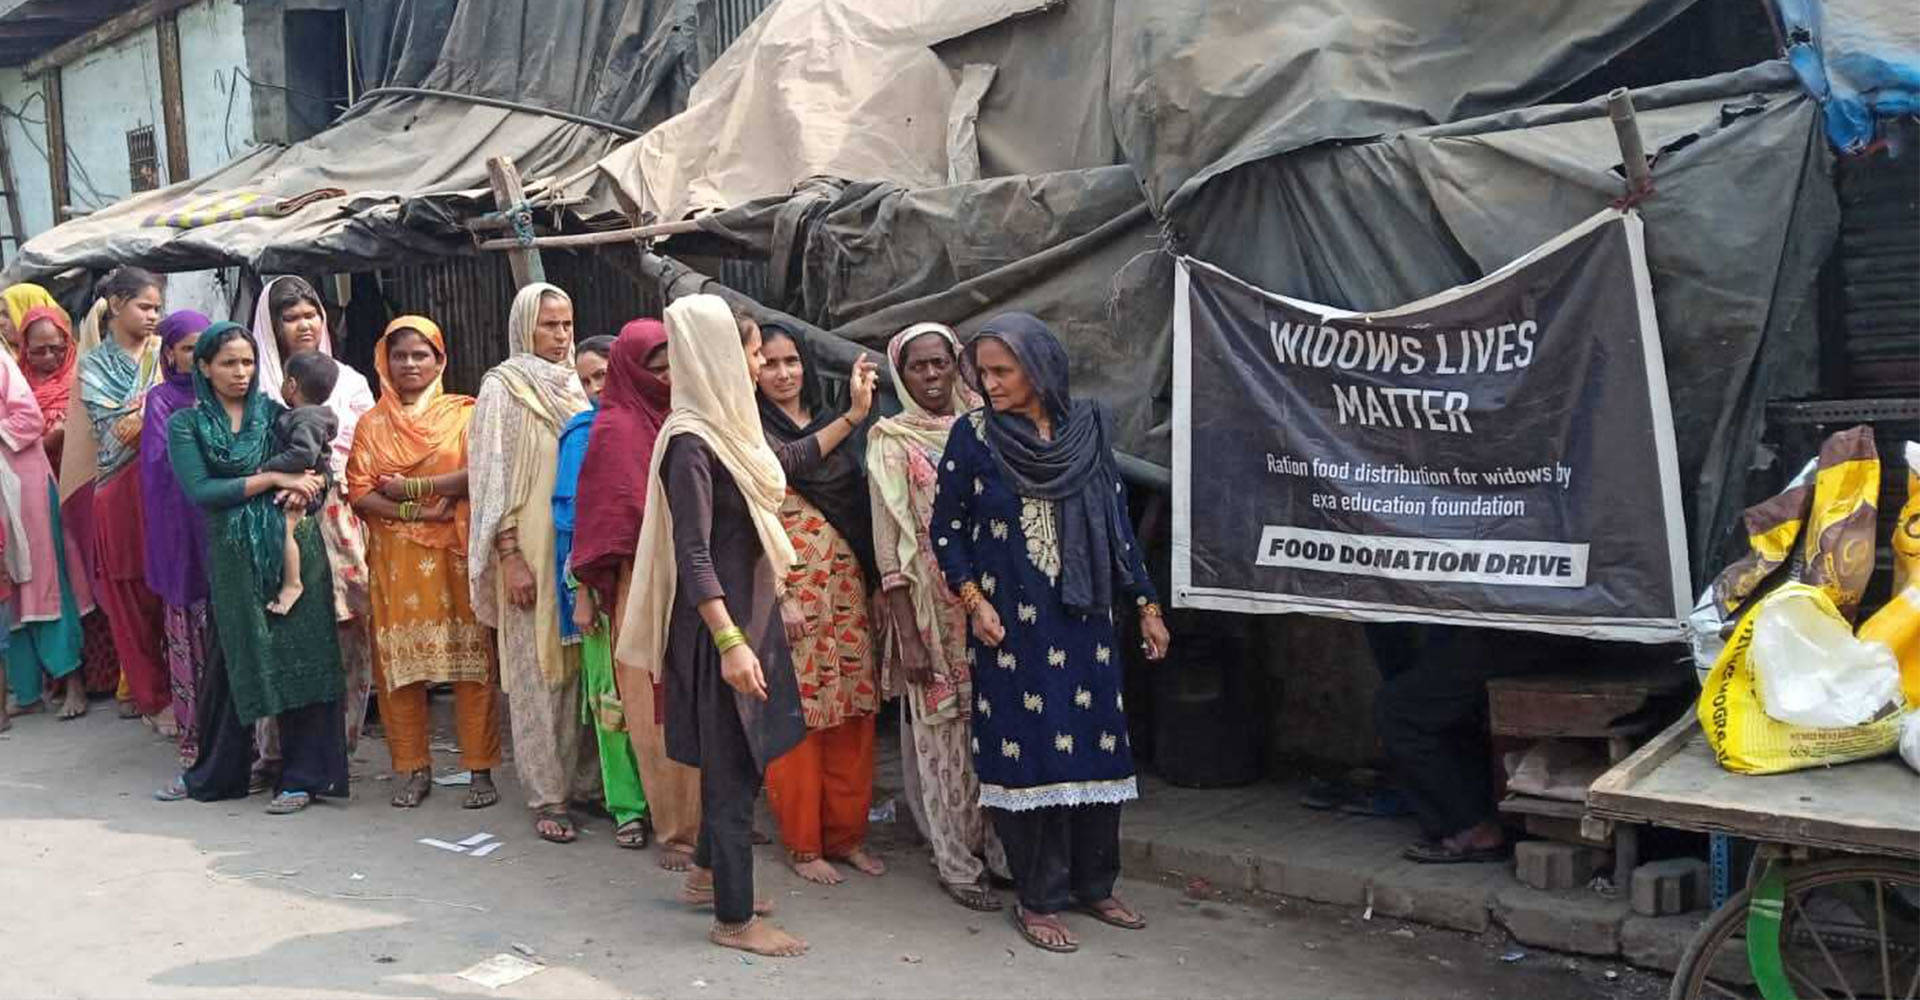 WIDOWS LIVES
MATTER
Ration food distribution for widows by
exa education foundation
FOOD DONATION DRIVE